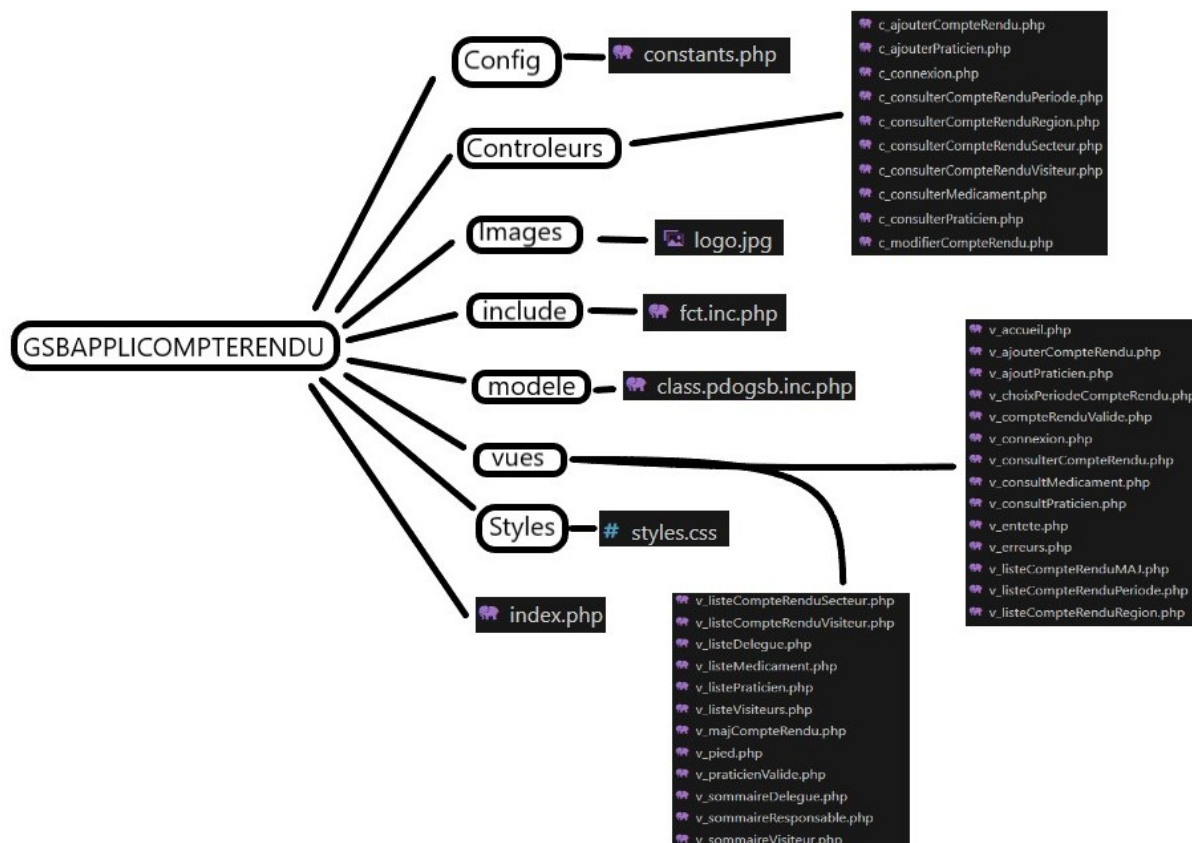 GSBAPPLICOMPTERENDU
Config
constants.php
Controleurs
c_ajouterCompteRendu.php
c_ajouterPraticien.php
c_connexion.php
c_consulterCompteRenduPeriode.php
c_consulterCompteRenduRegion.php
c_consulterCompteRenduSecteur.php
c_consulterCompteRenduVisiteur.php
c_consulterMedicament.php
c_consulterPraticien.php
c_modifierCompteRendu.php
Images
logo.jpg
include
fct.inc.php
modele
class.pdogsb.inc.php
vues
v_accueil.php
v_ajouterCompteRendu.php
v_ajoutPraticien.php
v_choixPeriodeCompteRendu.php
v_compteRenduValide.php
v_connexion.php
v_consulterCompteRendu.php
v_consultMedicament.php
v_consultPraticien.php
v_entete.php
v_erreurs.php
v_listeCompteRenduMAJ.php
v_listeCompteRenduPeriode.php
v_listeCompteRenduRegion.php
v_listeCompteRenduSecteur.php
v_listeCompteRenduVisiteur.php
v_listeDelegue.php
v_listeMedicament.php
v_listePraticien.php
v_listeVisiteurs.php
v_majCompteRendu.php
v_pied.php
v_praticienValide.php
v_sommaireDelegue.php
v_sommaireResponsable.php
v_sommaireVisiteur.php
Styles
# styles.css
index.php